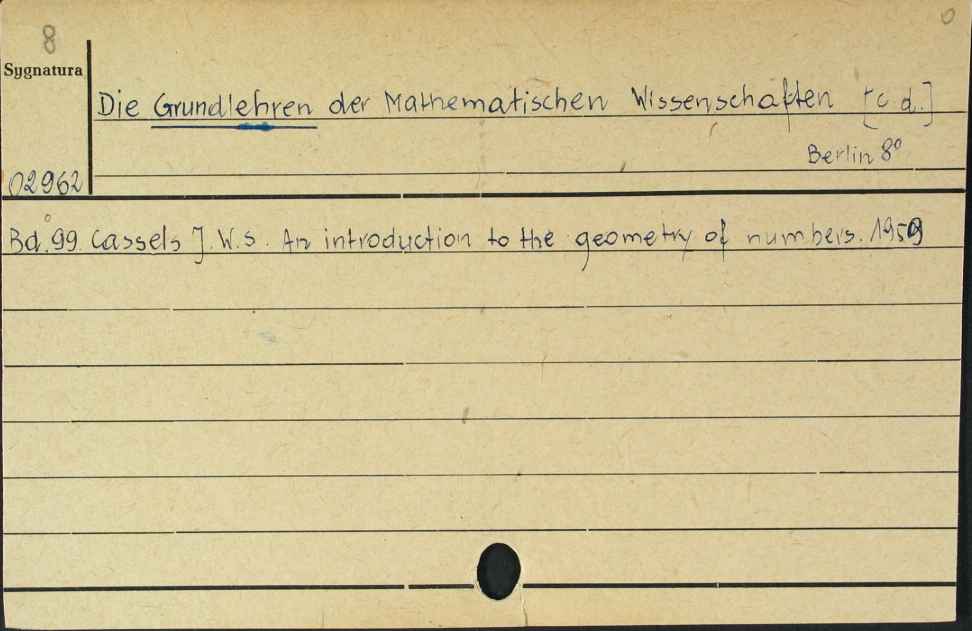 8
0
Sygnatura
Die Grundlehren der Mathematischen Wissenschaften [c d.]
Berlin 8°
02962
Bd. 99. Cassels J. W. S. An introduction to the geometry of numbers. 1959